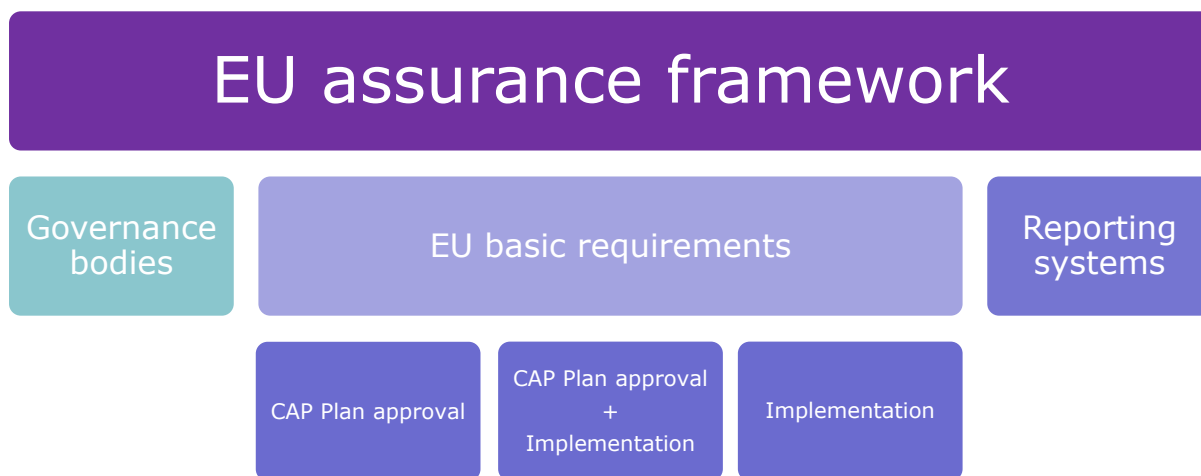 EU assurance framework
Governance
bodies
EU basic requirements
Reporting
systems
CAP Plan approval
CAP Plan approval
+
Implementation
Implementation